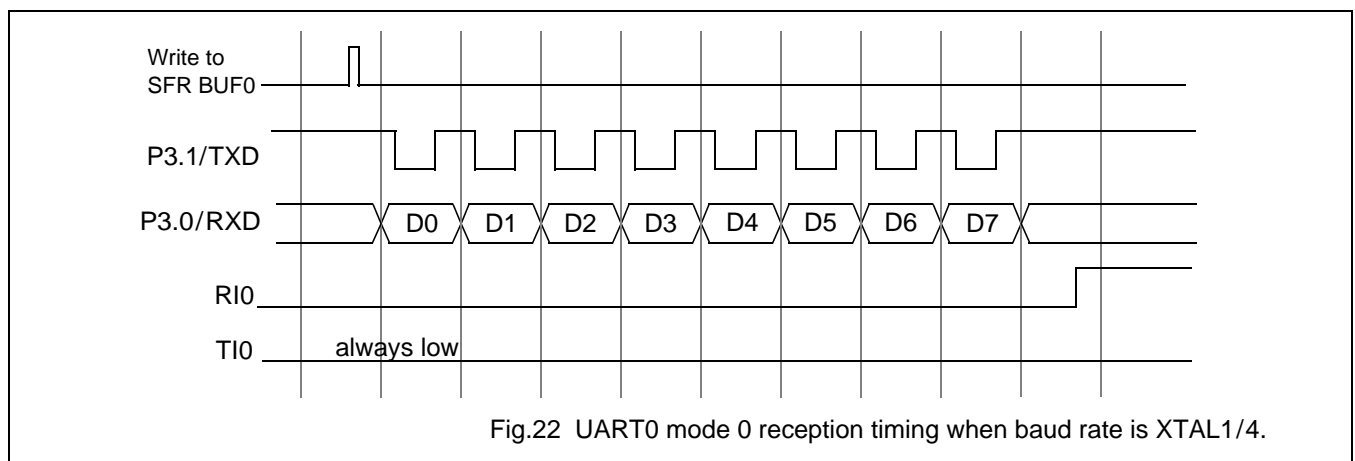 Write to
SFR BUF0
P3.1/TXD
P3.0/RXD D0 D1 D2 D3 D4 D5 D6 D7
RI0
TI0 always low
Fig.22 UART0 mode 0 reception timing when baud rate is XTAL1/4.